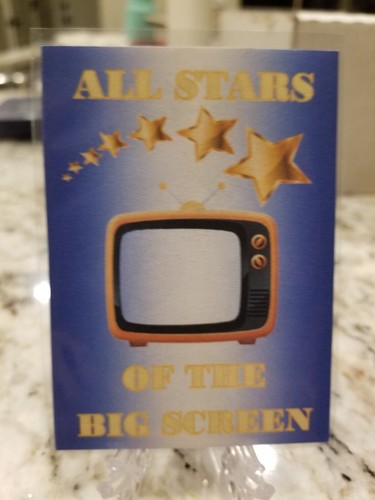 ALL STARS
OF THE
BIG SCREEN